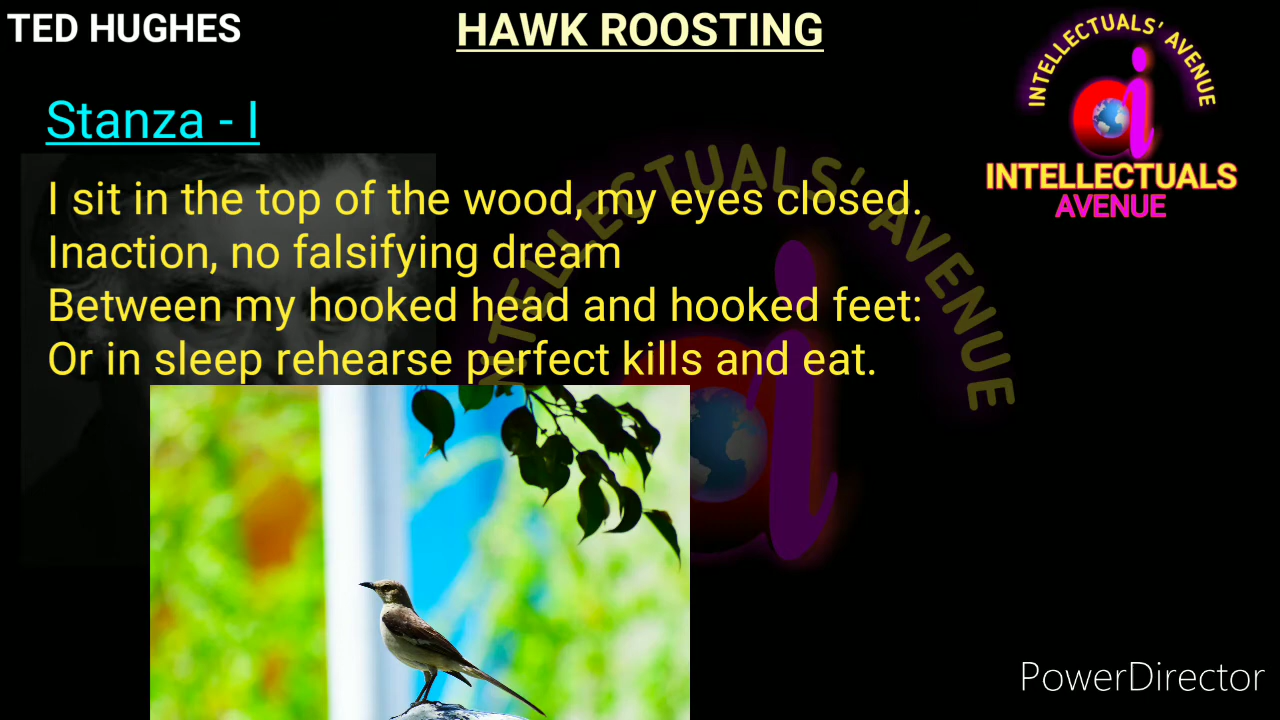 TED HUGHES
HAWK ROOSTING
INTELLECTUALS' AVENUE
INTELLECTUALS
AVENUE
Stanza - I
I sit in the top of the wood, my eyes closed.
Inaction, no falsifying dream
Between my hooked head and hooked feet:
Or in sleep rehearse perfect kills and eat.
INTELLECTUALS' AVENUE
PowerDirector